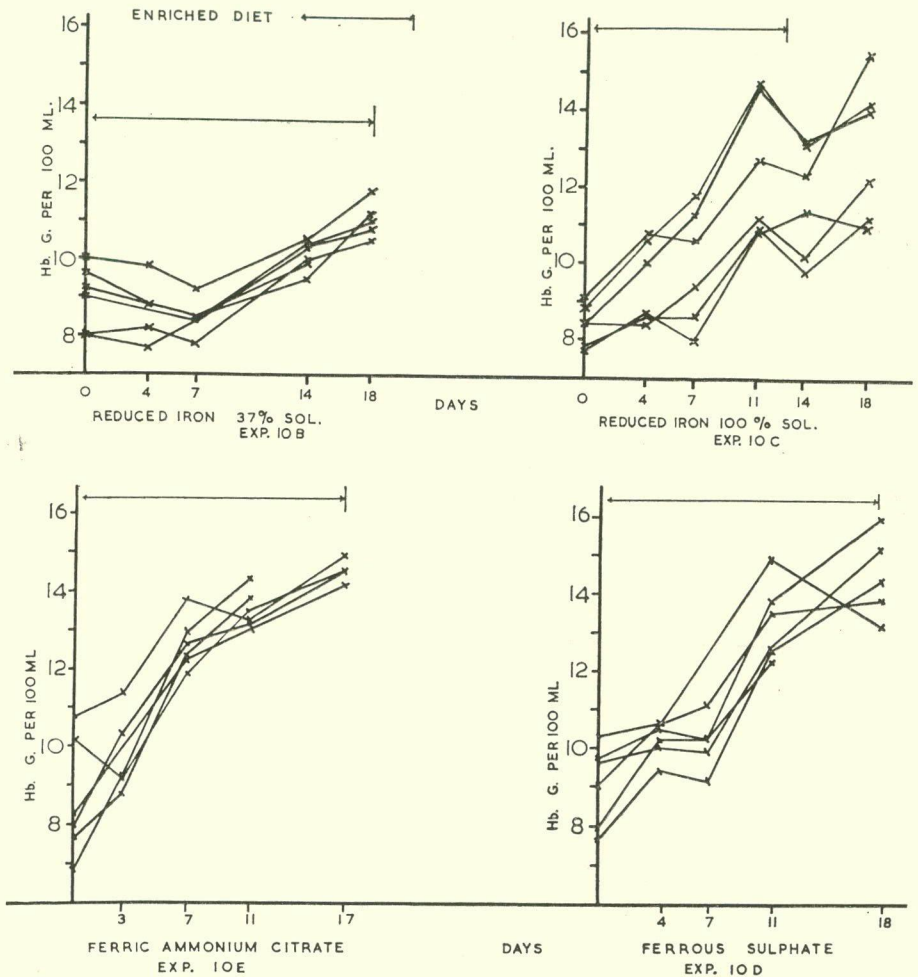 ENRICHED DIET
16
14
12
10
8
Hb. G. PER 100 ML.
0 4 7 14 18
REDUCED IRON 37% SOL.
EXP. 10B
DAYS
16
14
12
10
8
Hb. G. PER 100 ML.
0 4 7 11 14 18
REDUCED IRON 100% SOL.
EXP. 10C
16
14
12
10
8
Hb. G. PER 100 ML
3 7 11 17
FERRIC AMMONIUM CITRATE
EXP. 10E
DAYS
16
14
12
10
8
Hb. G. PER 100 ML
4 7 11 18
FERROUS SULPHATE
EXP. 10D